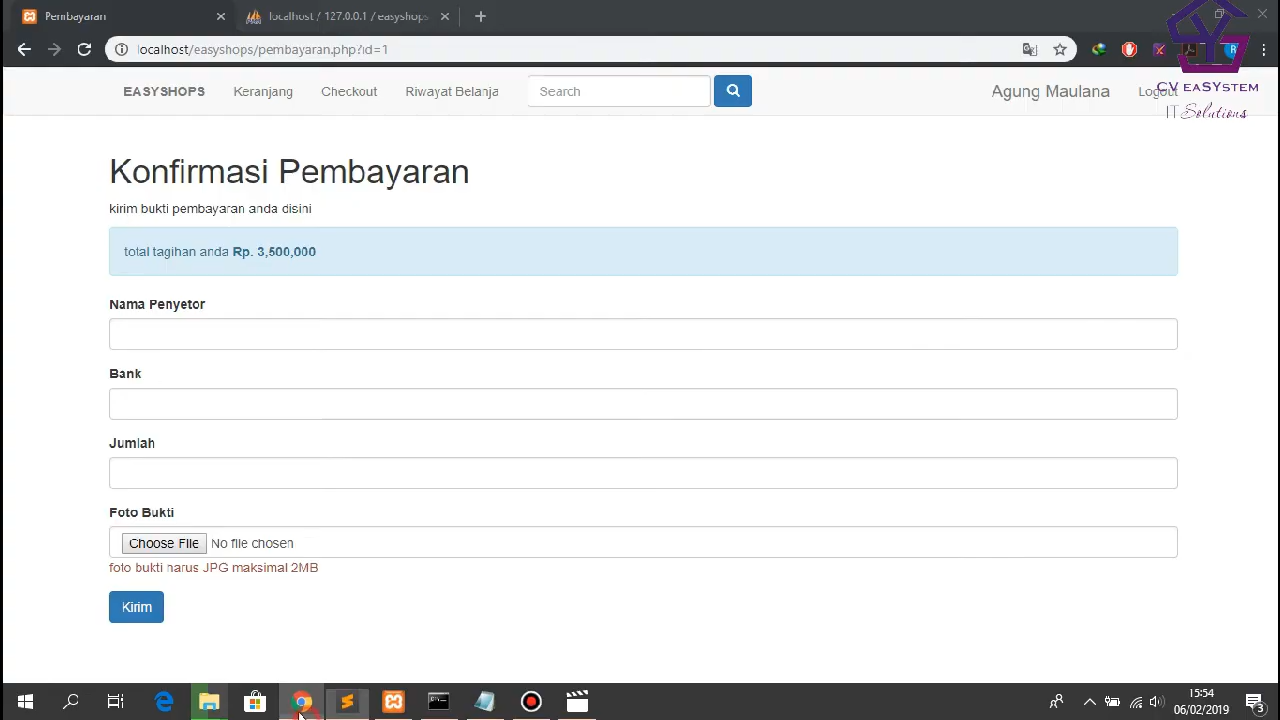 Pembayaran
localhost / 127.0.0.1 / easyshops
localhost/easyshops/pembayaran.php?id=1
EASYSHOPS
Keranjang
Checkout
Riwayat Belanja
Search
Agung Maulana
Logout
CV EASYSTEM
IT Solutions
Konfirmasi Pembayaran
kirim bukti pembayaran anda disini
total tagihan anda Rp. 3,500,000
Nama Penyetor
Bank
Jumlah
Foto Bukti
Choose File No file chosen
foto bukti harus JPG maksimal 2MB
Kirim
15:54
06/02/2019
3